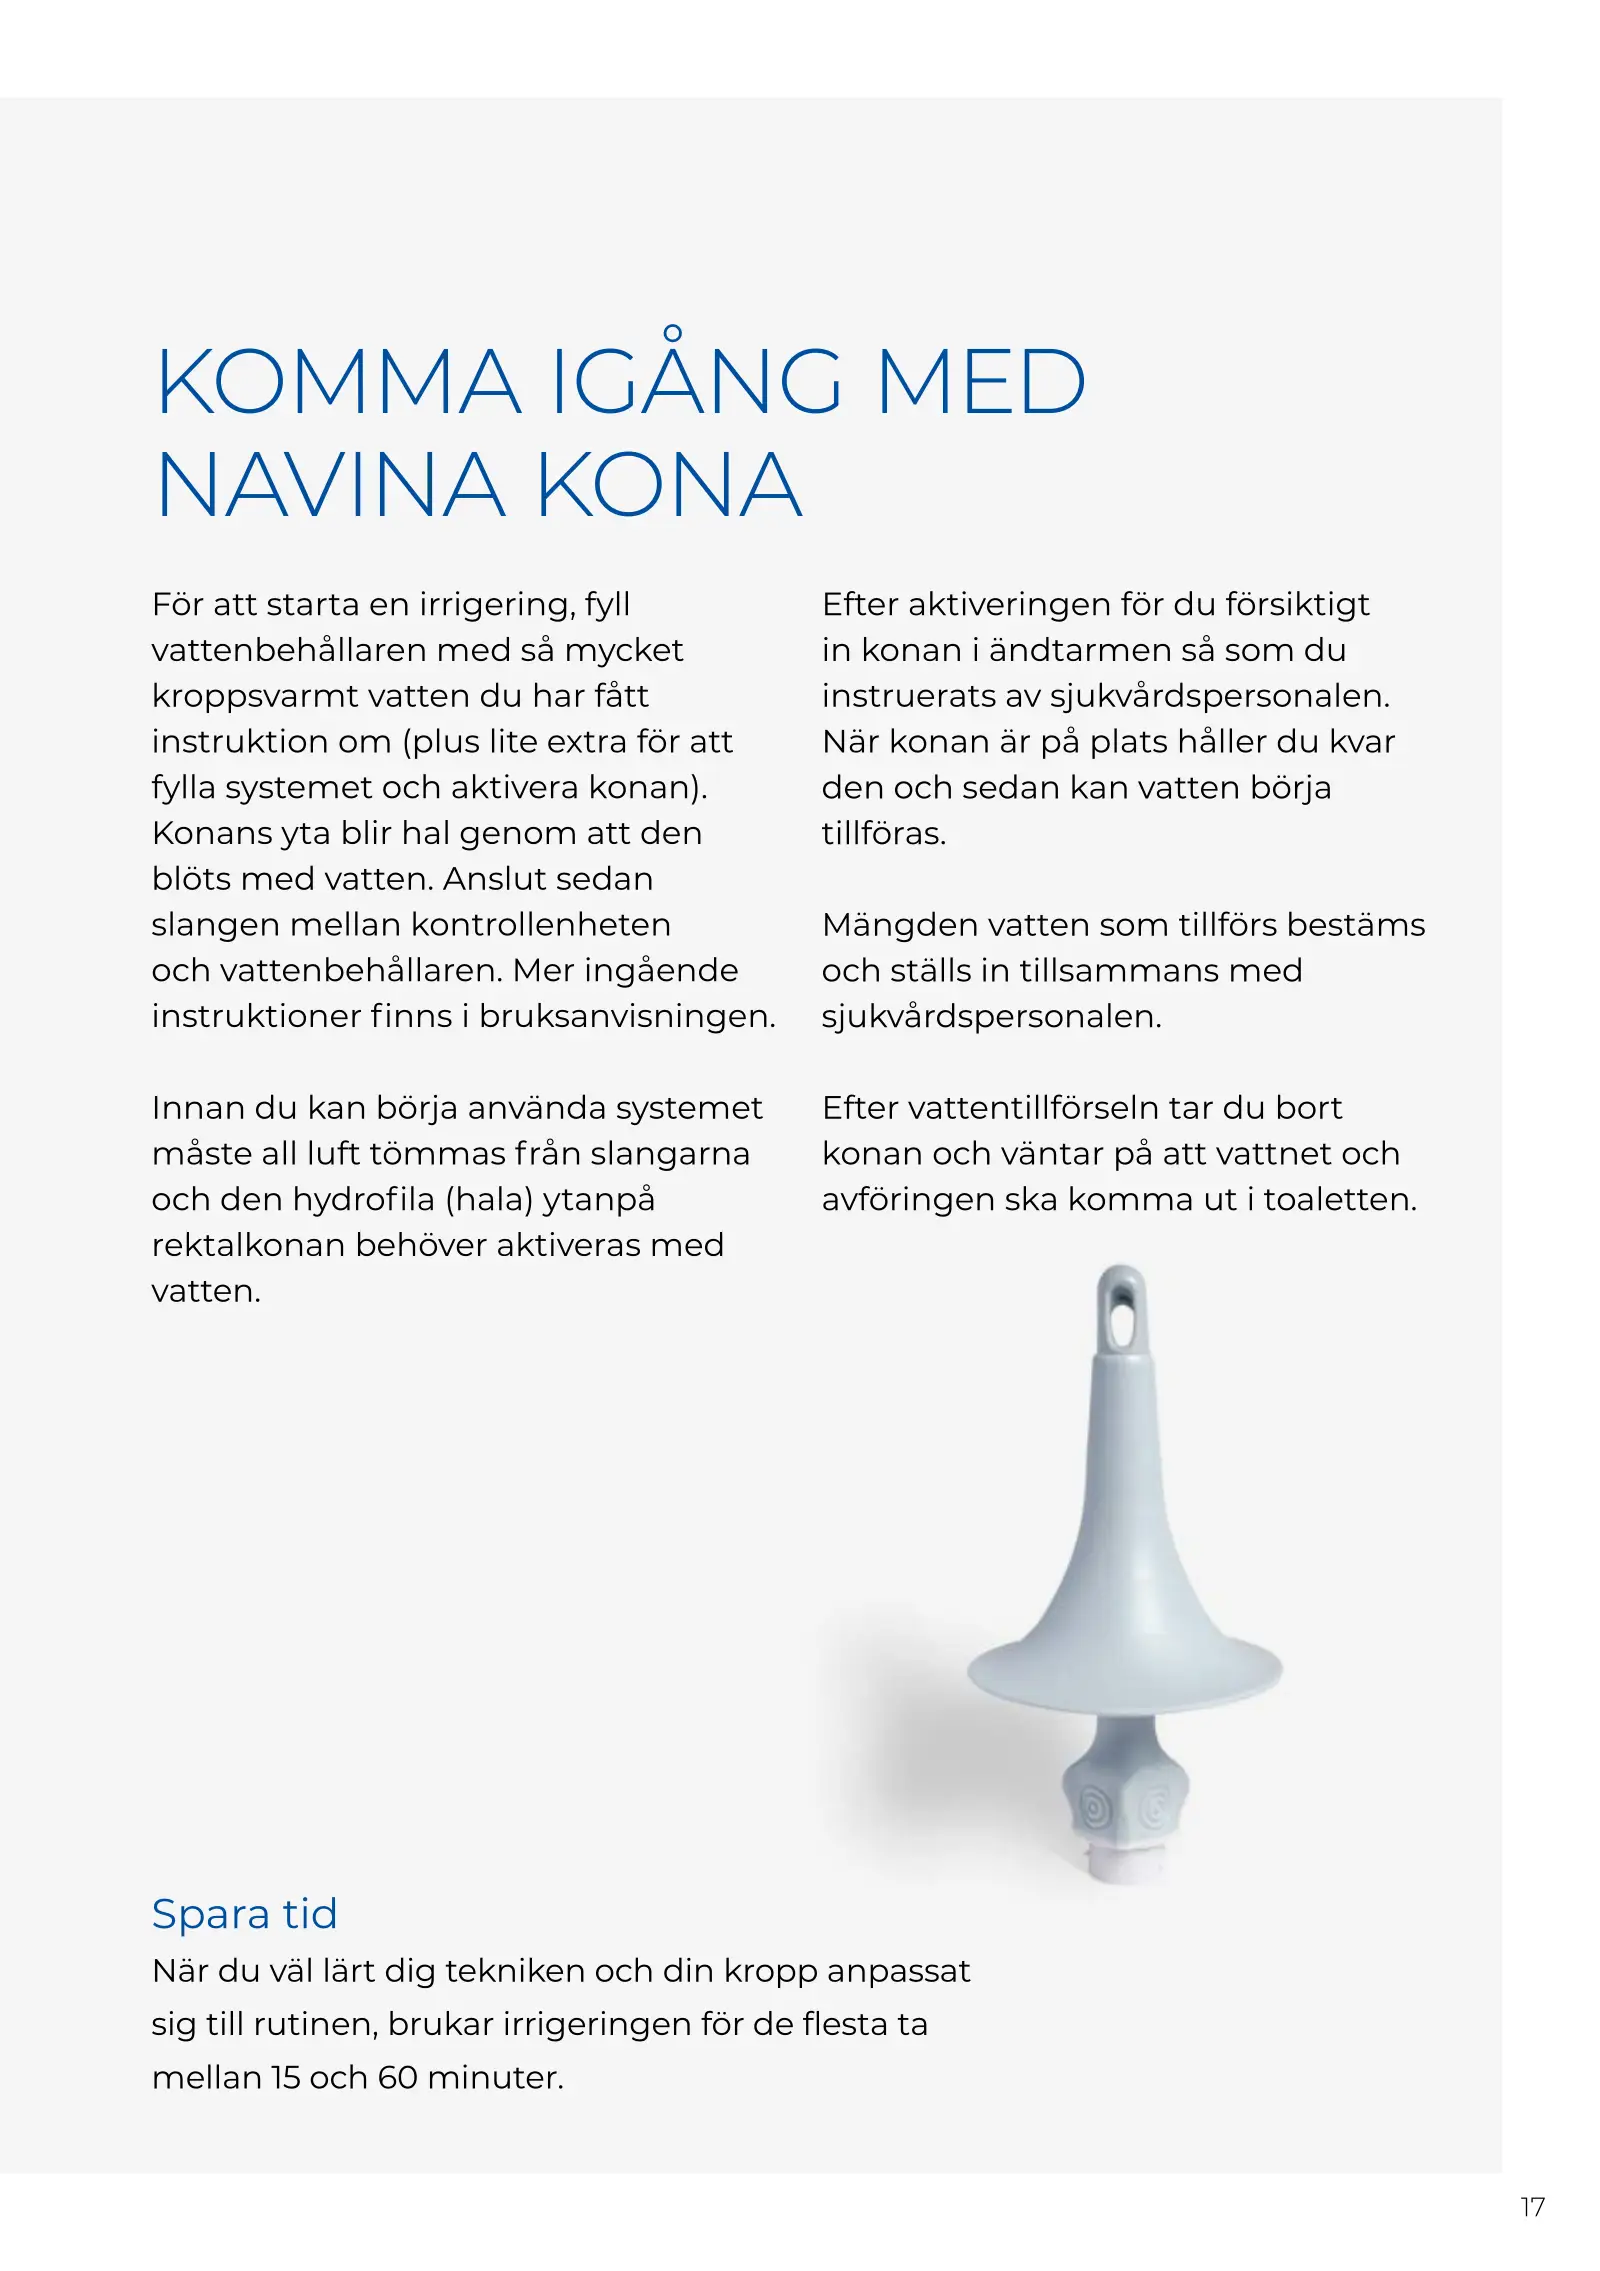 KOMMA IGÅNG MED
NAVINA KONA
För att starta en irrigering, fyll
vattenbehållaren med så mycket
kroppsvarmt vatten du har fått
instruktion om (plus lite extra för att
fylla systemet och aktivera konan).
Konans yta blir hal genom att den
blöts med vatten. Anslut sedan
slangen mellan kontrollenheten
och vattenbehållaren. Mer ingående
instruktioner finns i bruksanvisningen.
Innan du kan börja använda systemet
måste all luft tömmas från slangarna
och den hydrofila (hala) ytanpå
rektalkonan behöver aktiveras med
vatten.
Efter aktiveringen för du försiktigt
in konan i ändtarmen så som du
instruerats av sjukvårdspersonalen.
När konan är på plats håller du kvar
den och sedan kan vatten börja
tillföras.
Mängden vatten som tillförs bestäms
och ställs in tillsammans med
sjukvårdspersonalen.
Efter vattentillförseln tar du bort
konan och väntar på att vattnet och
avföringen ska komma ut i toaletten.
Spara tid
När du väl lärt dig tekniken och din kropp anpassat
sig till rutinen, brukar irrigeringen för de flesta ta
mellan 15 och 60 minuter.
17